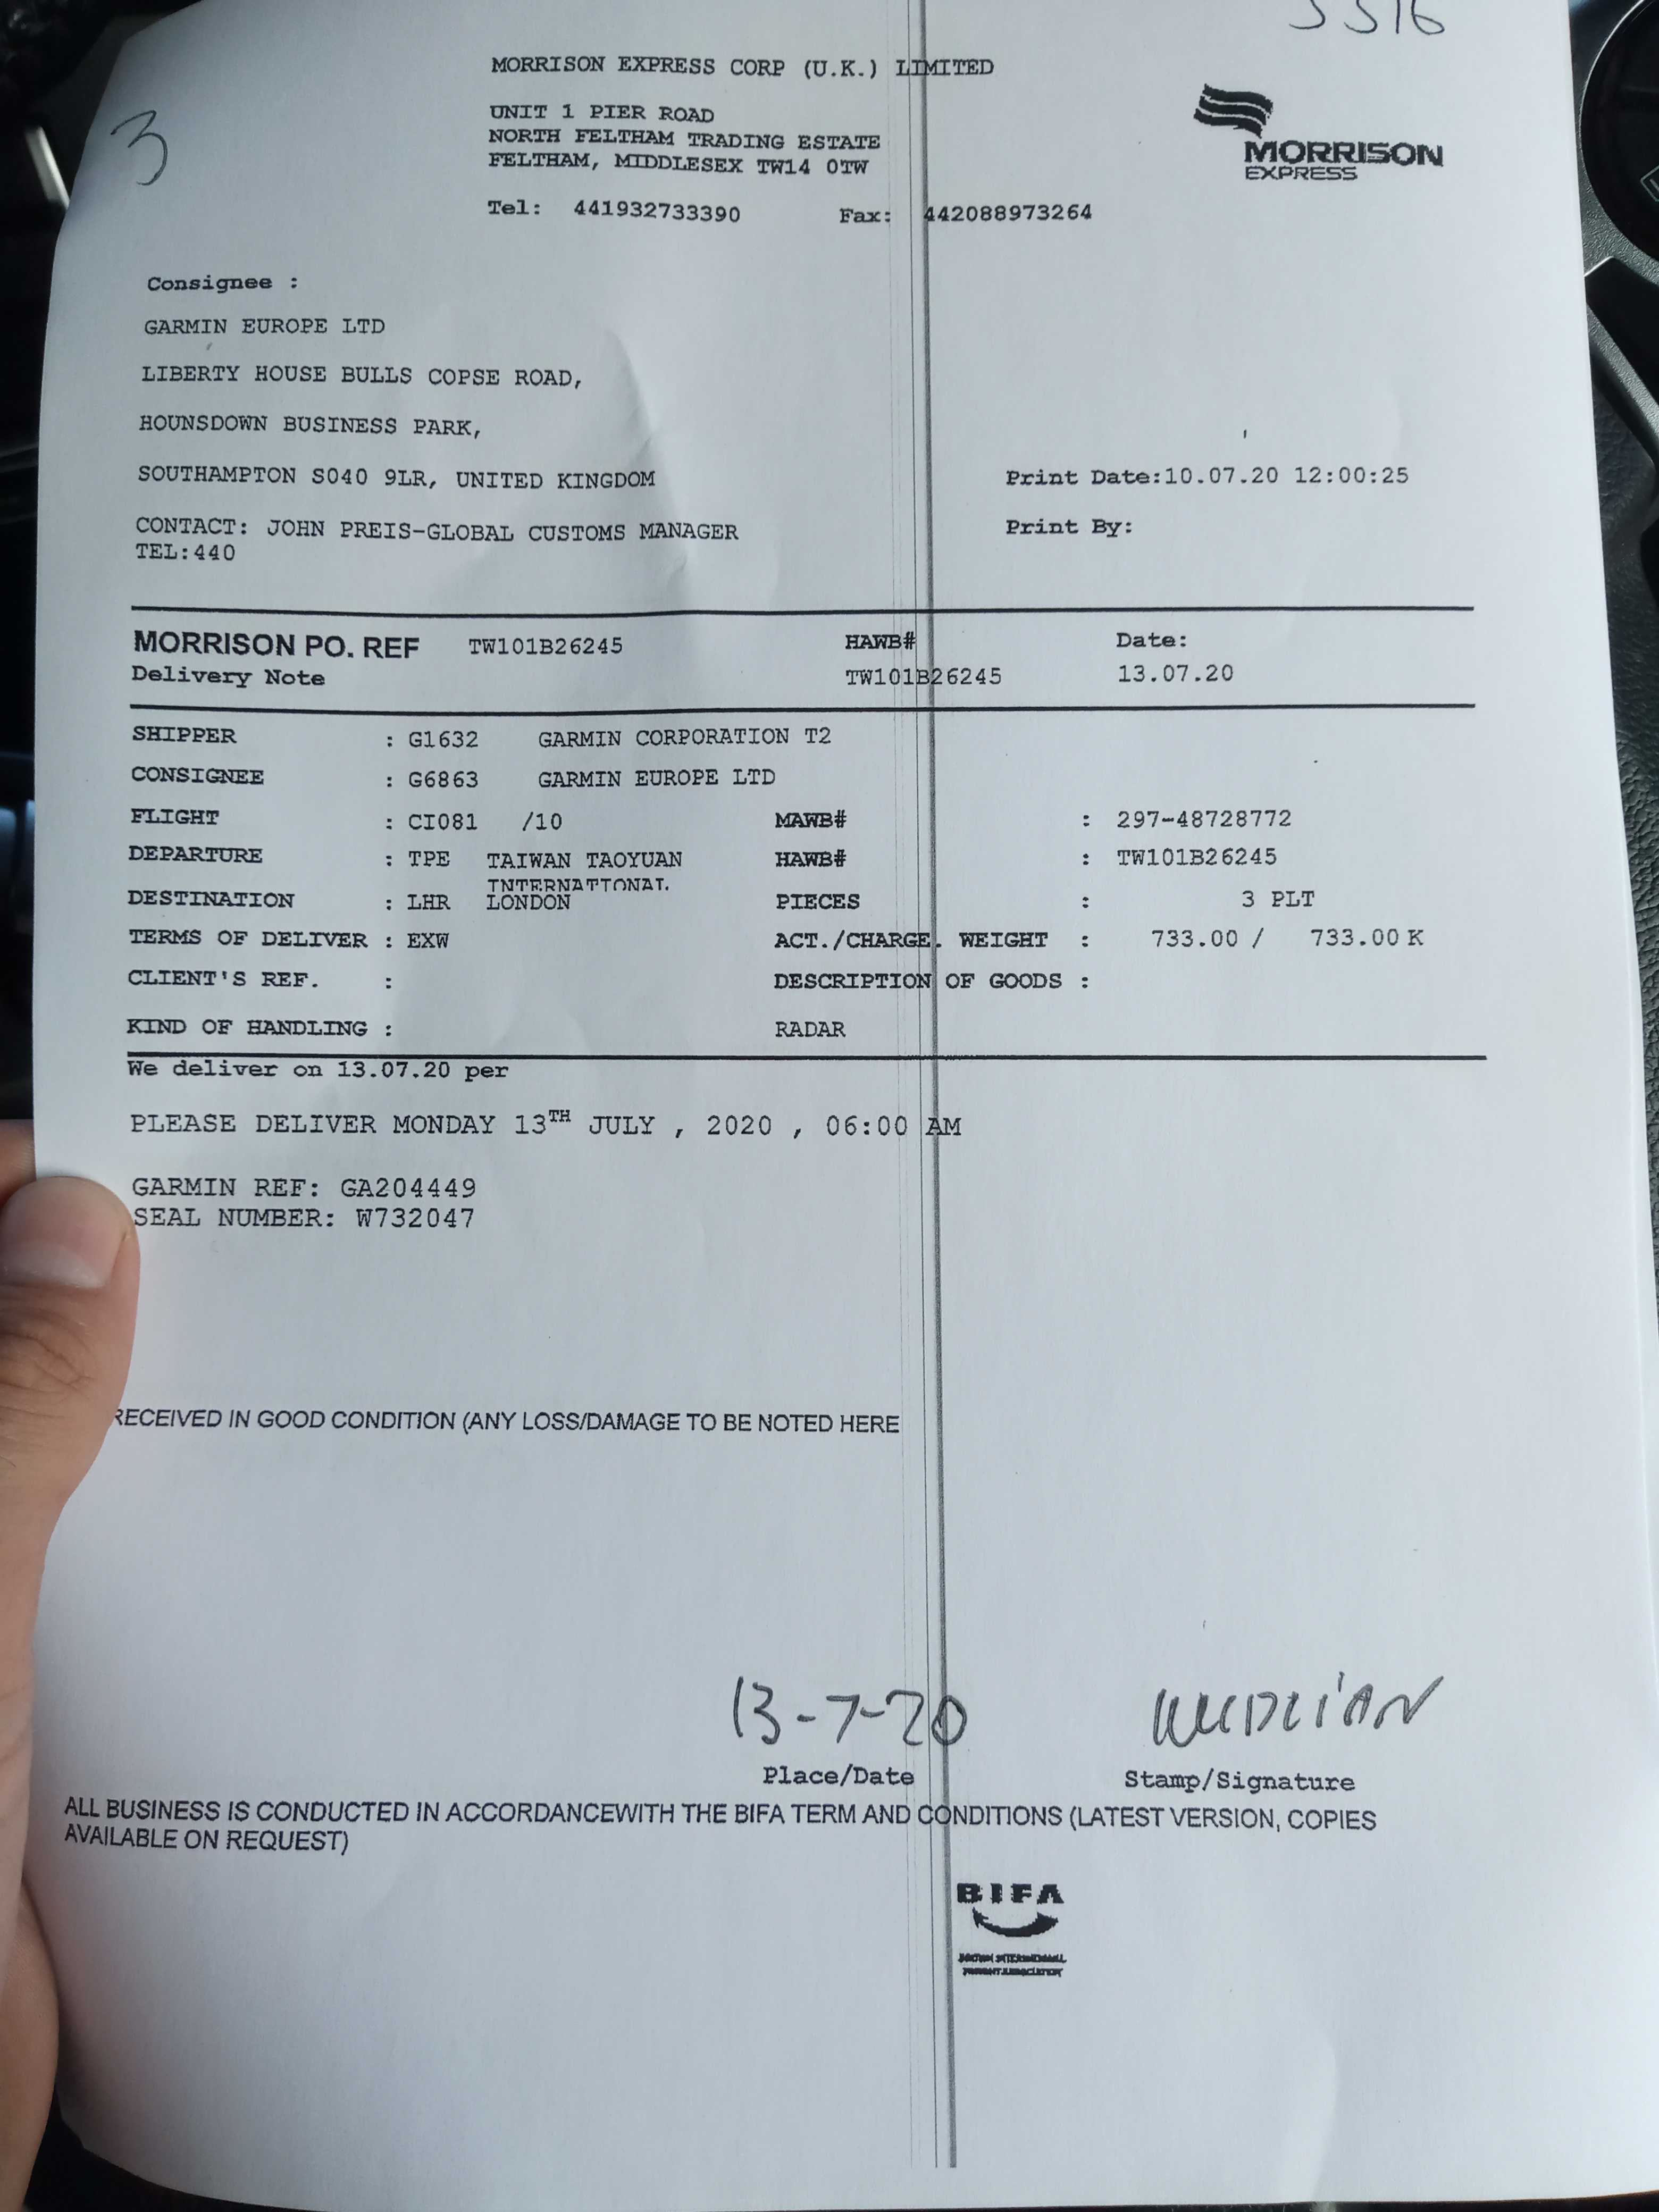 3
MORRISON EXPRESS CORP (U.K.) LIMITED
UNIT 1 PIER ROAD
NORTH FELTHAM TRADING ESTATE
FELTHAM, MIDDLESEX TW14 0TW
Tel: 441932733390 Fax: 442088973264
MORRISON
EXPRESS
Consignee :
GARMIN EUROPE LTD
LIBERTY HOUSE BULLS COPSE ROAD,
HOUNSDOWN BUSINESS PARK,
SOUTHAMPTON SO40 9LR, UNITED KINGDOM
CONTACT: JOHN PREIS-GLOBAL CUSTOMS MANAGER
TEL:440
Print Date:10.07.20 12:00:25
Print By:
MORRISON PO. REF TW101B26245 HAWB# Date:
Delivery Note TW101B26245 13.07.20
SHIPPER : G1632 GARMIN CORPORATION T2
CONSIGNEE : G6863 GARMIN EUROPE LTD
FLIGHT : CI081 /10 MAWB# : 297-48728772
DEPARTURE : TPE TAIWAN TAOYUAN HAWB# : TW101B26245
INTERNATIONAL
DESTINATION : LHR LONDON PIECES : 3 PLT
TERMS OF DELIVER : EXW ACT./CHARGE. WEIGHT : 733.00 / 733.00 K
CLIENT'S REF. : DESCRIPTION OF GOODS :
KIND OF HANDLING : RADAR
We deliver on 13.07.20 per
PLEASE DELIVER MONDAY 13TH JULY , 2020 , 06:00 AM
GARMIN REF: GA204449
SEAL NUMBER: W732047
RECEIVED IN GOOD CONDITION (ANY LOSS/DAMAGE TO BE NOTED HERE
13-7-20
Place/Date Stamp/Signature
ALL BUSINESS IS CONDUCTED IN ACCORDANCEWITH THE BIFA TERM AND CONDITIONS (LATEST VERSION, COPIES
AVAILABLE ON REQUEST)
BIFA